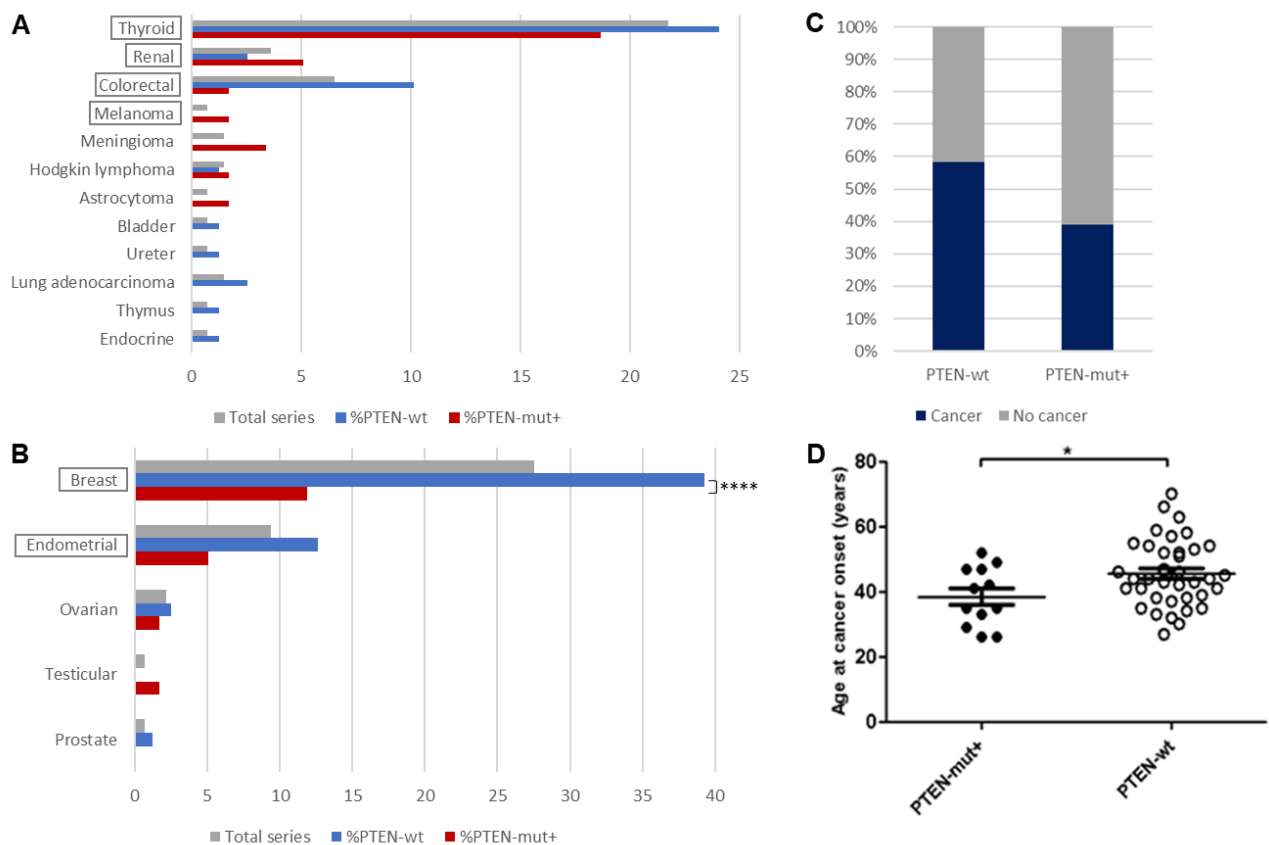 A
Thyroid
Renal
Colorectal
Melanoma
Meningioma
Hodgkin lymphoma
Astrocytoma
Bladder
Ureter
Lung adenocarcinoma
Thymus
Endocrine
0 5 10 15 20 25
Total series %PTEN-wt %PTEN-mut+
B
Breast
****
Endometrial
Ovarian
Testicular
Prostate
0 5 10 15 20 25 30 35 40
Total series %PTEN-wt %PTEN-mut+
C
100%
90%
80%
70%
60%
50%
40%
30%
20%
10%
0%
PTEN-wt PTEN-mut+
Cancer No cancer
D
*
Age at cancer onset (years)
80
60
40
20
0
PTEN-mut+ PTEN-wt